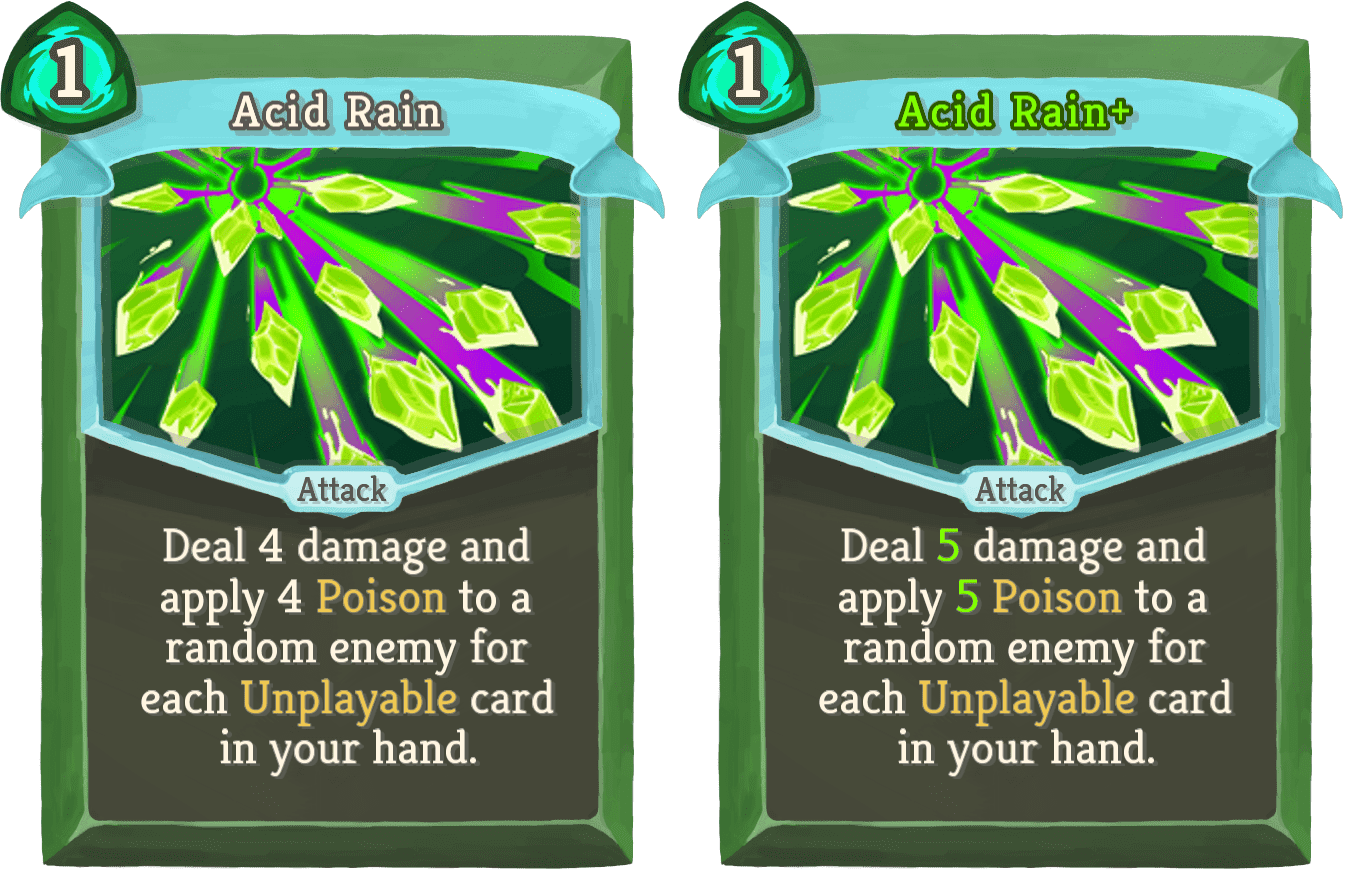 1
Acid Rain
Attack
Deal 4 damage and
apply 4 Poison to a
random enemy for
each Unplayable card
in your hand.
1
Acid Rain+
Attack
Deal 5 damage and
apply 5 Poison to a
random enemy for
each Unplayable card
in your hand.